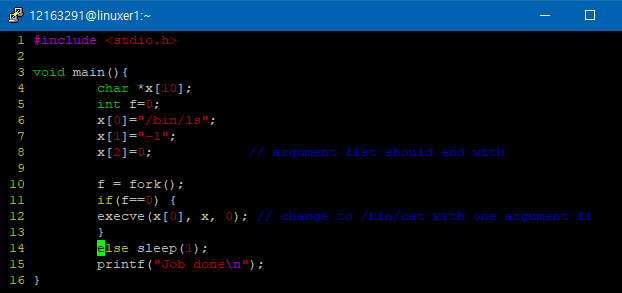 12163291@linuxer1:~
1 #include <stdio.h>
2
3 void main(){
4 char *x[10];
5 int f=0;
6 x[0]="/bin/ls";
7 x[1]="-l";
8 x[2]=0; // argument list should end with
9
10 f = fork();
11 if(f==0) {
12 execve(x[0], x, 0); // change to /bin/cat with one argument f1
13 }
14 else sleep(1);
15 printf("Job done\n");
16 }